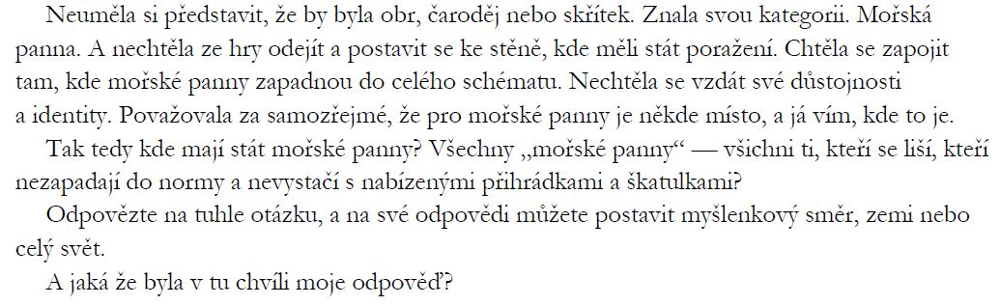 Neuměla si představit, že by byla obr, čaroděj nebo skřítek. Znala svou kategorii. Mořská
panna. A nechtěla ze hry odejít a postavit se ke stěně, kde měli stát poražení. Chtěla se zapojit
tam, kde mořské panny zapadnou do celého schématu. Nechtěla se vzdát své důstojnosti
a identity. Považovala za samozřejmé, že pro mořské panny je někde místo, a já vím, kde to je.
Tak tedy kde mají stát mořské panny? Všechny „mořské panny“ — všichni ti, kteří se liší, kteří
nezapadají do normy a nevystačí s nabízenými přihrádkami a škatulkami?
Odpovězte na tuhle otázku, a na své odpovědi můžete postavit myšlenkový směr, zemi nebo
celý svět.
A jaká že byla v tu chvíli moje odpověď?